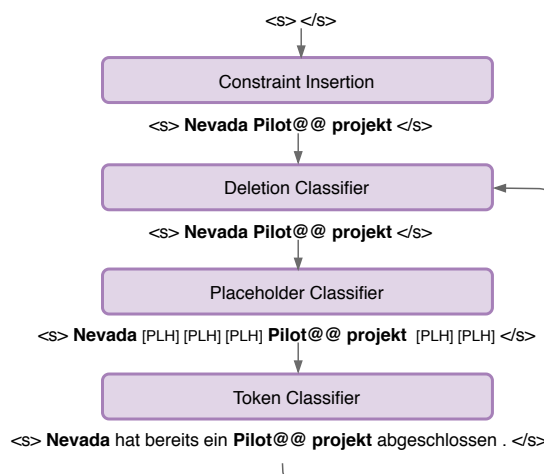 <s> </s>
Constraint Insertion
<s> Nevada Pilot@@ projekt </s>
Deletion Classifier
<s> Nevada Pilot@@ projekt </s>
Placeholder Classifier
<s> Nevada [PLH] [PLH] [PLH] Pilot@@ projekt [PLH] [PLH] </s>
Token Classifier
<s> Nevada hat bereits ein Pilot@@ projekt abgeschlossen . </s>